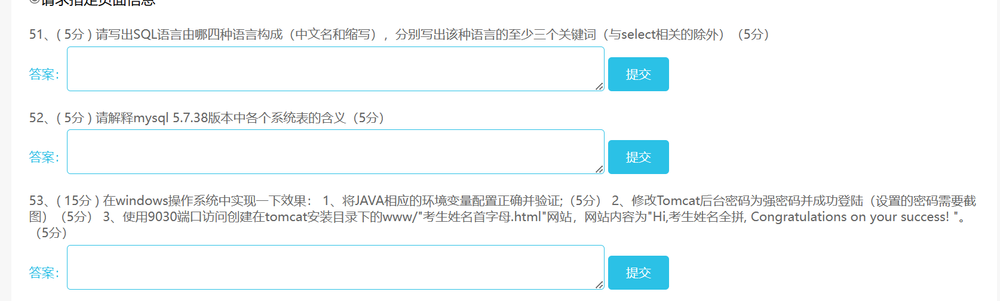 请求指定页面信息
51、( 5分 ) 请写出SQL语言由哪四种语言构成（中文名和缩写），分别写出该种语言的至少三个关键词（与select相关的除外）（5分）
答案：
提交
52、( 5分 ) 请解释mysql 5.7.38版本中各个系统表的含义（5分）
答案：
提交
53、( 15分 ) 在windows操作系统中实现一下效果： 1、将JAVA相应的环境变量配置正确并验证;（5分） 2、修改Tomcat后台密码为强密码并成功登陆（设置的密码需要截
图）（5分） 3、使用9030端口访问创建在tomcat安装目录下的www/"考生姓名首字母.html"网站，网站内容为"Hi,考生姓名全拼, Congratulations on your success! "。
（5分）
答案：
提交